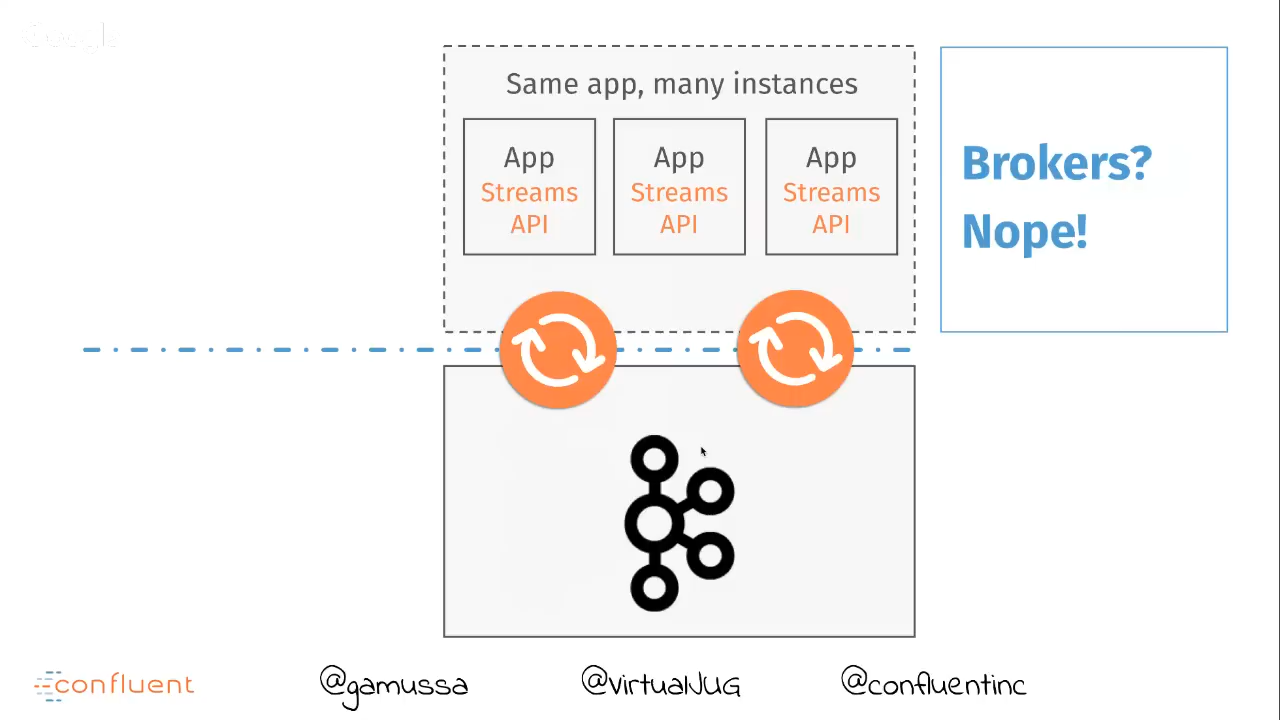 Google
Same app, many instances
App
Streams
API
App
Streams
API
App
Streams
API
Brokers?
Nope!
confluent
@gamussa
@virtualJUG
@confluentinc